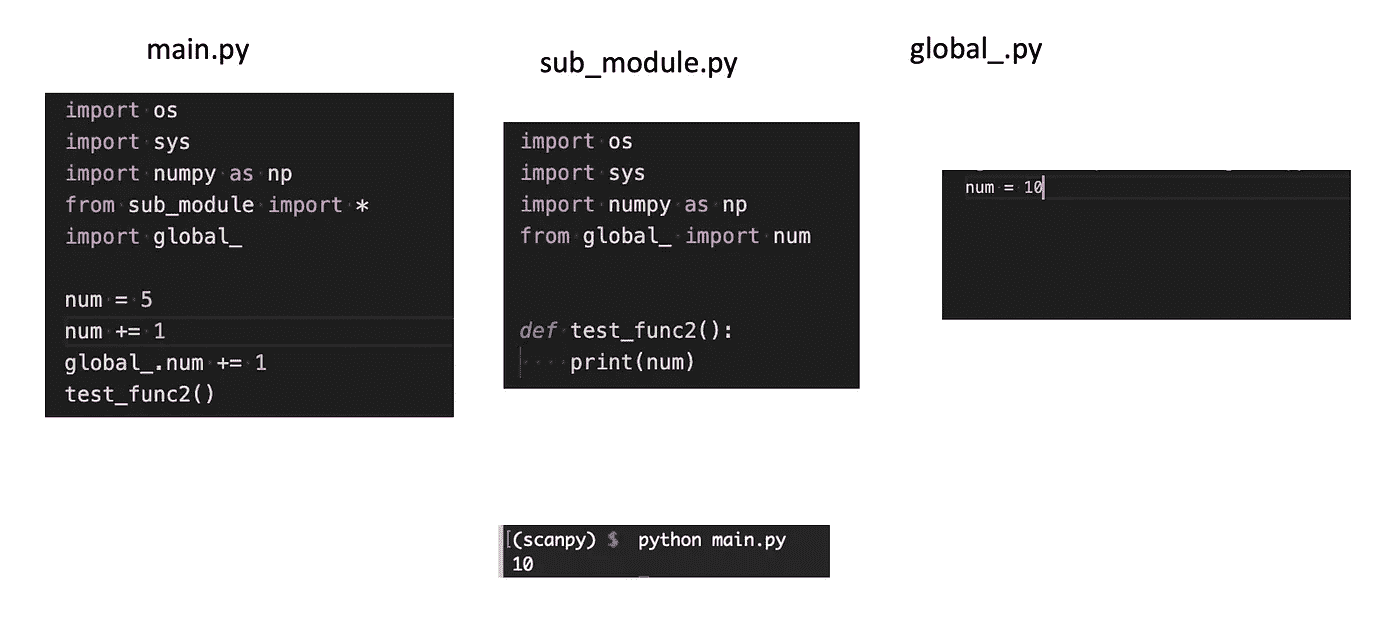 main.py
import os
import sys
import numpy as np
from sub_module import *
import global_
num = 5
num += 1
global_.num += 1
test_func2()
sub_module.py
import os
import sys
import numpy as np
from global_ import num
def test_func2():
    print(num)
global_.py
num = 10
[(scanpy) $  python main.py
10